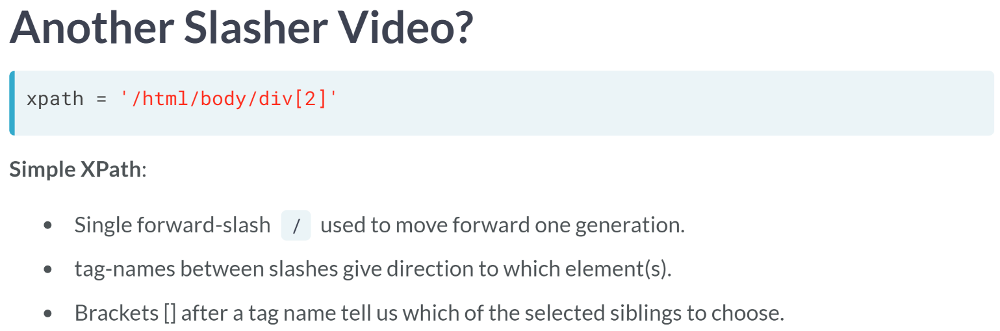 Another Slasher Video?
xpath = '/html/body/div[2]'
Simple XPath:
• Single forward-slash / used to move forward one generation.
• tag-names between slashes give direction to which element(s).
• Brackets [] after a tag name tell us which of the selected siblings to choose.